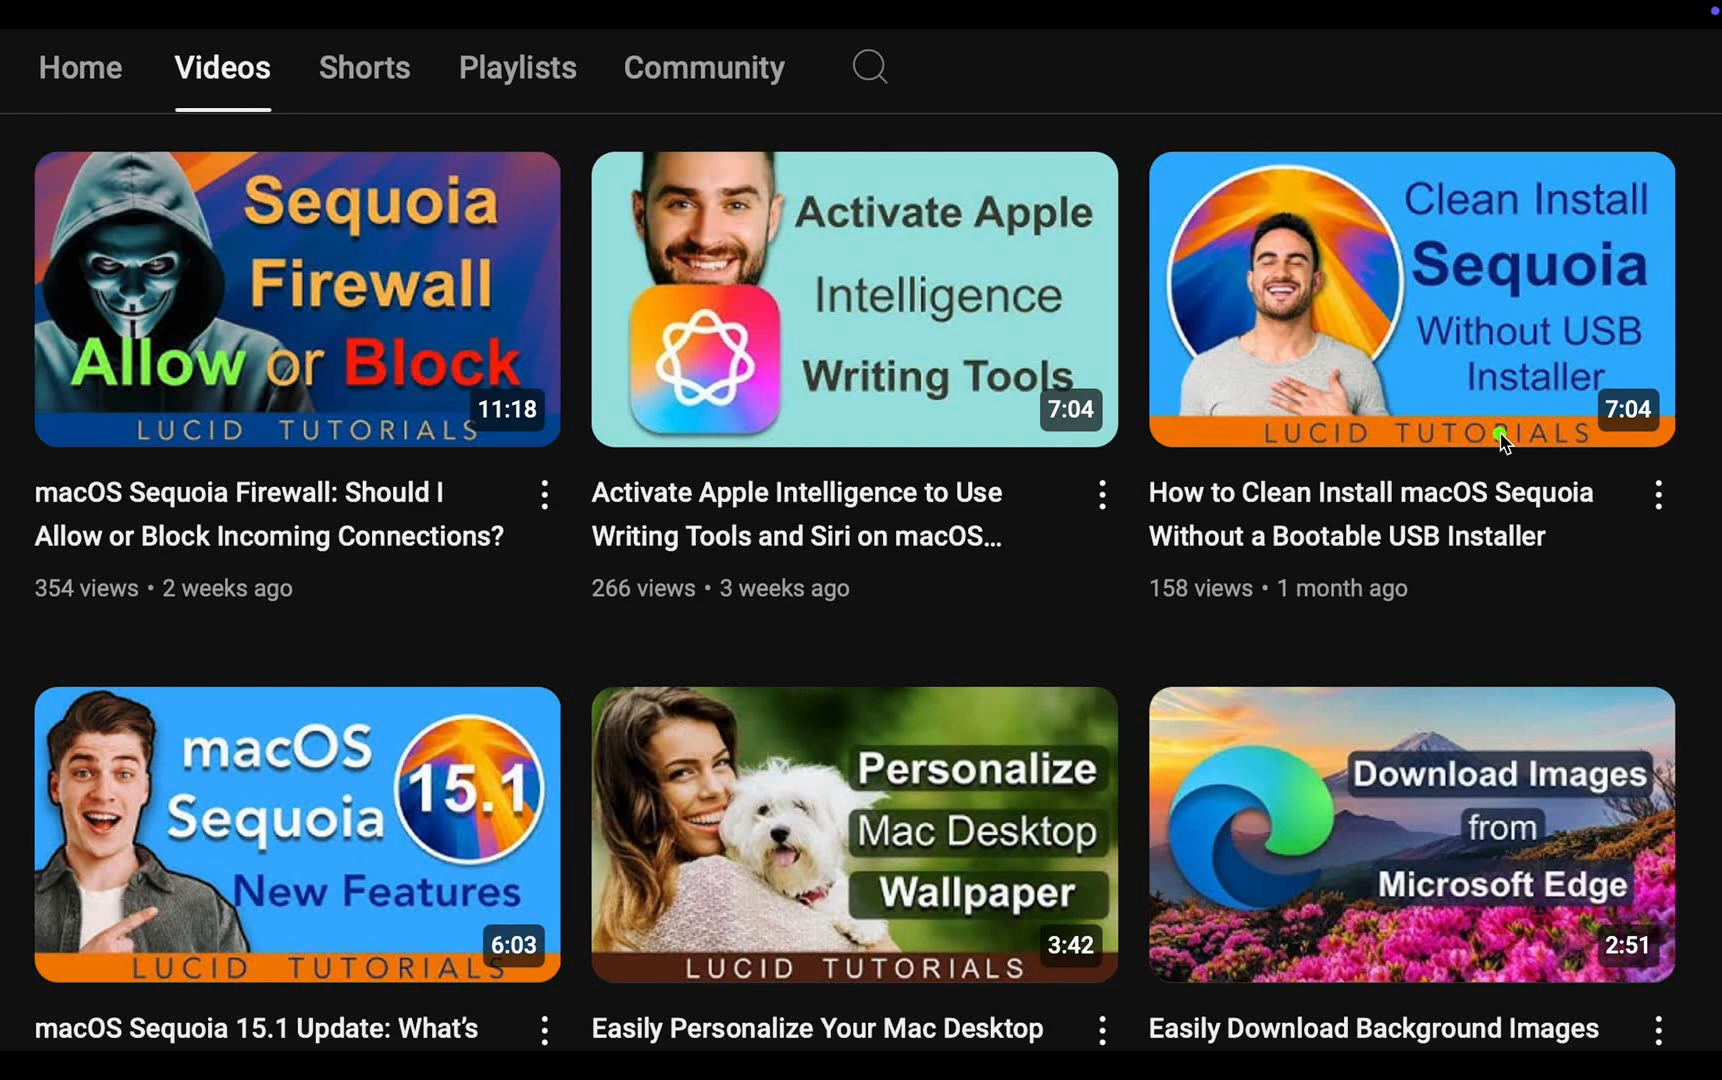 Home Videos Shorts Playlists Community
Sequoia
Firewall
Allow or Block
11:18
LUCID TUTORIALS
Activate Apple
Intelligence
Writing Tools
7:04
Clean Install
Sequoia
Without USB
Installer
7:04
LUCID TUTORIALS
macOS Sequoia Firewall: Should I
Allow or Block Incoming Connections?
354 views • 2 weeks ago
Activate Apple Intelligence to Use
Writing Tools and Siri on macOS...
266 views • 3 weeks ago
How to Clean Install macOS Sequoia
Without a Bootable USB Installer
158 views • 1 month ago
macOS
Sequoia
15.1
New Features
6:03
LUCID TUTORIALS
Personalize
Mac Desktop
Wallpaper
3:42
LUCID TUTORIALS
Download Images
from
Microsoft Edge
2:51
macOS Sequoia 15.1 Update: What's
Easily Personalize Your Mac Desktop
Easily Download Background Images